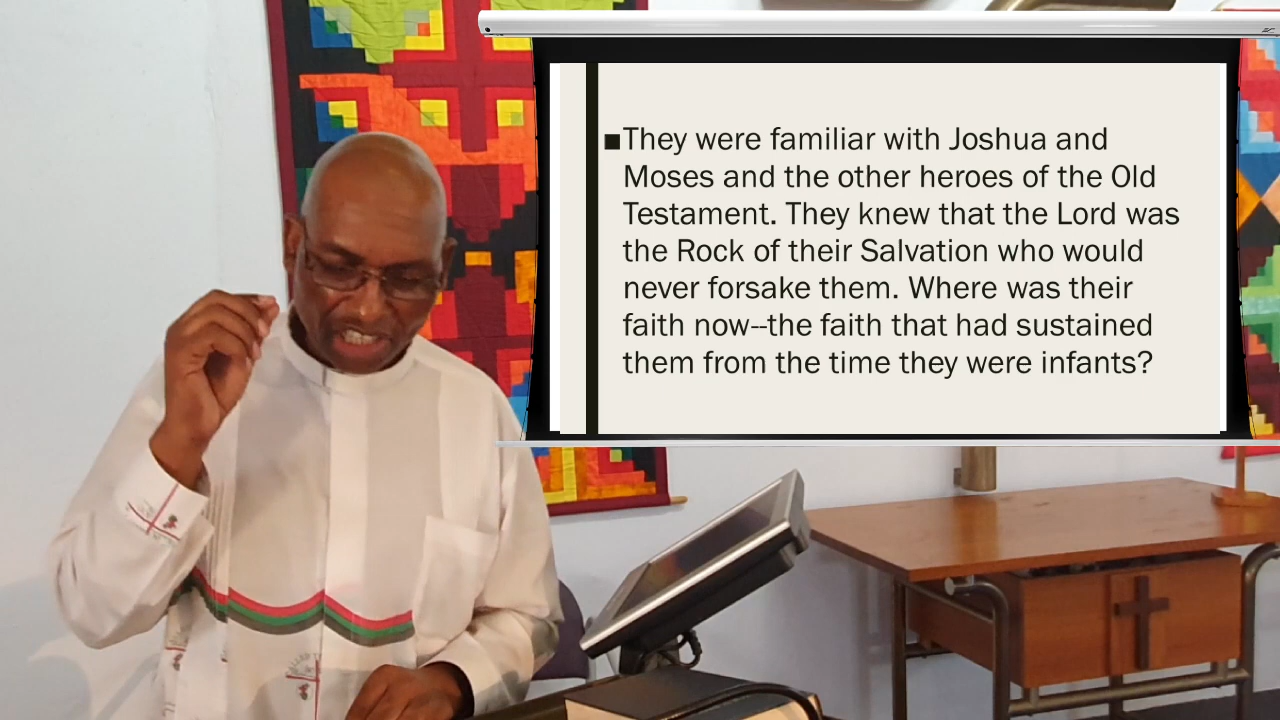 ■They were familiar with Joshua and
Moses and the other heroes of the Old
Testament. They knew that the Lord was
the Rock of their Salvation who would
never forsake them. Where was their
faith now--the faith that had sustained
them from the time they were infants?